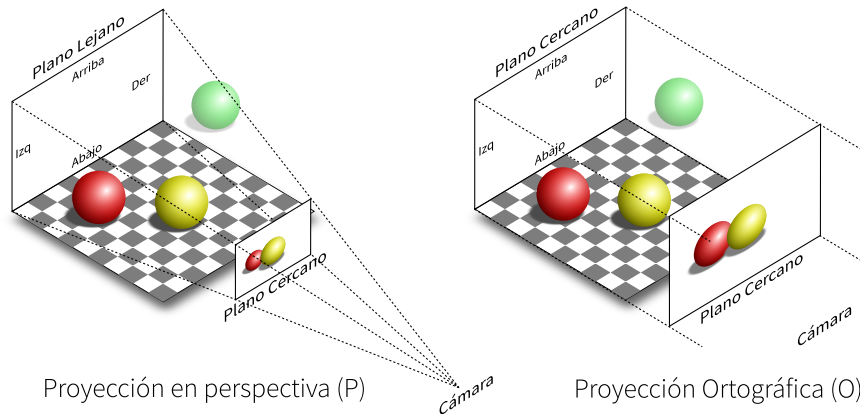 Plano Lejano
Arriba
Der
Izq
Abajo
Plano Cercano
Cámara
Proyección en perspectiva (P)
Plano Cercano
Arriba
Der
Izq
Abajo
Plano Cercano
Cámara
Proyección Ortográfica (O)